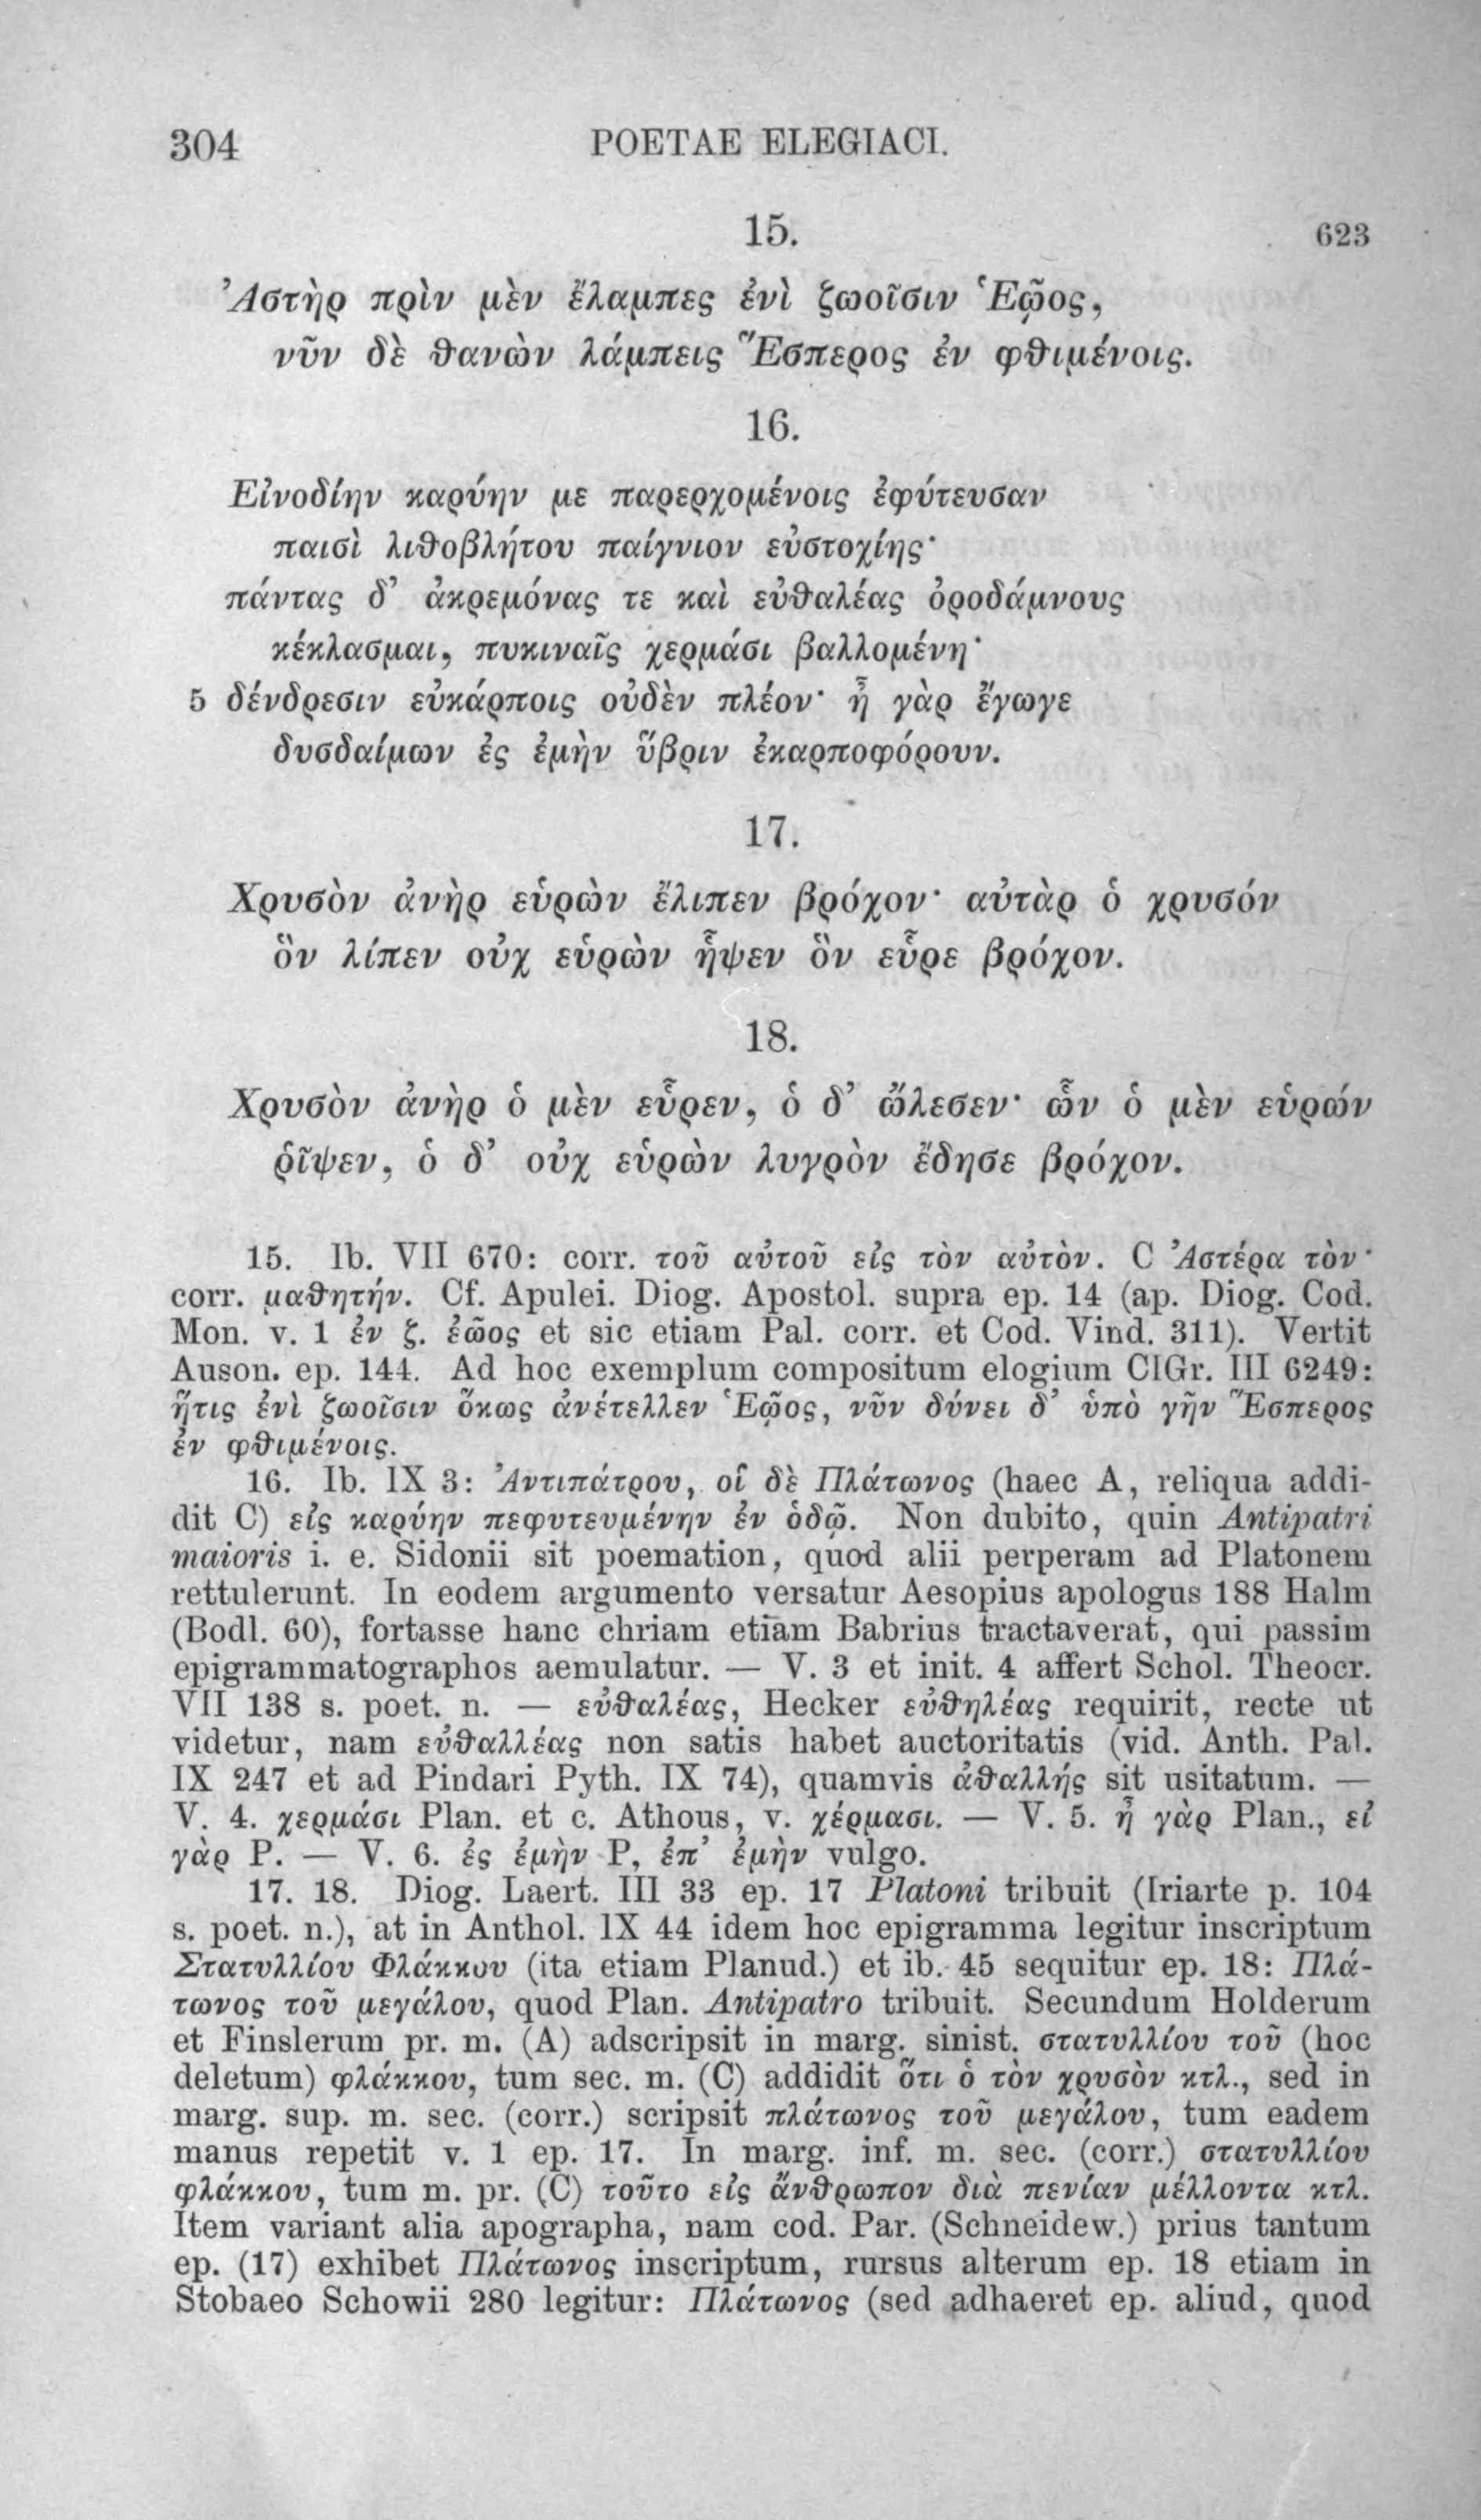 304 POETAE ELEGIACI.
15. 623
Ἀστὴρ πρὶν μὲν ἔλαμπες ἐνὶ ζωοῖσιν Ἑῷος,
νῦν δὲ θανὼν λάμπεις Ἕσπερος ἐν φθιμένοις.
16.
Εἰνοδίην καρύην με παρερχομένοις ἐφύτευσαν
παισὶ λιθοβλήτου παίγνιον εὐστοχίης·
πάντας δ’ ἀκρεμόνας τε καὶ εὐθαλέας ὀροδάμνους
κέκλασμαι, πυκιναῖς χερμάσι βαλλομένη·
5 δένδρεσιν εὐκάρποις οὐδὲν πλέον· ἦ γὰρ ἔγωγε
δυσδαίμων ἐς ἐμὴν ὕβριν ἐκαρποφόρουν.
17.
Χρυσὸν ἀνὴρ εὑρὼν ἔλιπεν βρόχον· αὐτὰρ ὁ χρυσόν
ὃν λίπεν οὐχ εὑρὼν ἧψεν ὃν εὗρε βρόχον.
18.
Χρυσὸν ἀνὴρ ὁ μὲν εὗρεν, ὁ δ’ ὤλεσεν· ὧν ὁ μὲν εὑρών
ῥῖψεν, ὁ δ’ οὐχ εὑρὼν λυγρὸν ἔδησε βρόχον.
15. Ib. VII 670: corr. τοῦ αὐτοῦ εἰς τὸν αὐτὸν. C Ἀστέρα τὸν·
corr. μαθητήν. Cf. Apulei. Diog. Apostol. supra ep. 14 (ap. Diog. Cod.
Mon. v. 1 ἐν ζ. ἑῶος et sic etiam Pal. corr. et Cod. Vind. 311). Vertit
Auson. ep. 144. Ad hoc exemplum compositum elogium CIGr. III 6249:
ἥτις ἐνὶ ζωοῖσιν ὅκως ἀνέτελλεν Ἑῷος, νῦν δύνει δ’ ὑπὸ γῆν Ἕσπερος
ἐν φθιμένοις.
16. Ib. IX 3: Ἀντιπάτρου, οἱ δὲ Πλάτωνος (haec A, reliqua addi-
dit C) εἰς καρύην πεφυτευμένην ἐν ὁδῷ. Non dubito, quin Antipatri
maioris i. e. Sidonii sit poemation, quod alii perperam ad Platonem
rettulerunt. In eodem argumento versatur Aesopius apologus 188 Halm
(Bodl. 60), fortasse hanc chriam etiam Babrius tractaverat, qui passim
epigrammatographos aemulatur. — V. 3 et init. 4 affert Schol. Theocr.
VII 138 s. poet. n. — εὐθαλέας, Hecker εὐθηλέας requirit, recte ut
videtur, nam εὐθαλλέας non satis habet auctoritatis (vid. Anth. Pal.
IX 247 et ad Pindari Pyth. IX 74), quamvis ἀθαλλής sit usitatum. —
V. 4. χερμάσι Plan. et c. Athous, v. χέρμασι. — V. 5. ἦ γὰρ Plan., εἰ
γὰρ P. — V. 6. ἐς ἐμὴν P, ἐπ’ ἐμὴν vulgo.
17. 18. Diog. Laert. III 33 ep. 17 Platoni tribuit (Iriarte p. 104
s. poet. n.), at in Anthol. IX 44 idem hoc epigramma legitur inscriptum
Στατυλλίου Φλάκκου (ita etiam Planud.) et ib. 45 sequitur ep. 18: Πλά-
τωνος τοῦ μεγάλου, quod Plan. Antipatro tribuit. Secundum Holderum
et Finslerum pr. m. (A) adscripsit in marg. sinist. στατυλλίου τοῦ (hoc
deletum) φλάκκου, tum sec. m. (C) addidit ὅτι ὁ τὸν χρυσὸν κτλ., sed in
marg. sup. m. sec. (corr.) scripsit πλάτωνος τοῦ μεγάλου, tum eadem
manus repetit v. 1 ep. 17. In marg. inf. m. sec. (corr.) στατυλλίου
φλάκκου, tum m. pr. (C) τοῦτο εἰς ἄνθρωπον διὰ πενίαν μέλλοντα κτλ.
Item variant alia apographa, nam cod. Par. (Schneidew.) prius tantum
ep. (17) exhibet Πλάτωνος inscriptum, rursus alterum ep. 18 etiam in
Stobaeo Schowii 280 legitur: Πλάτωνος (sed adhaeret ep. aliud, quod